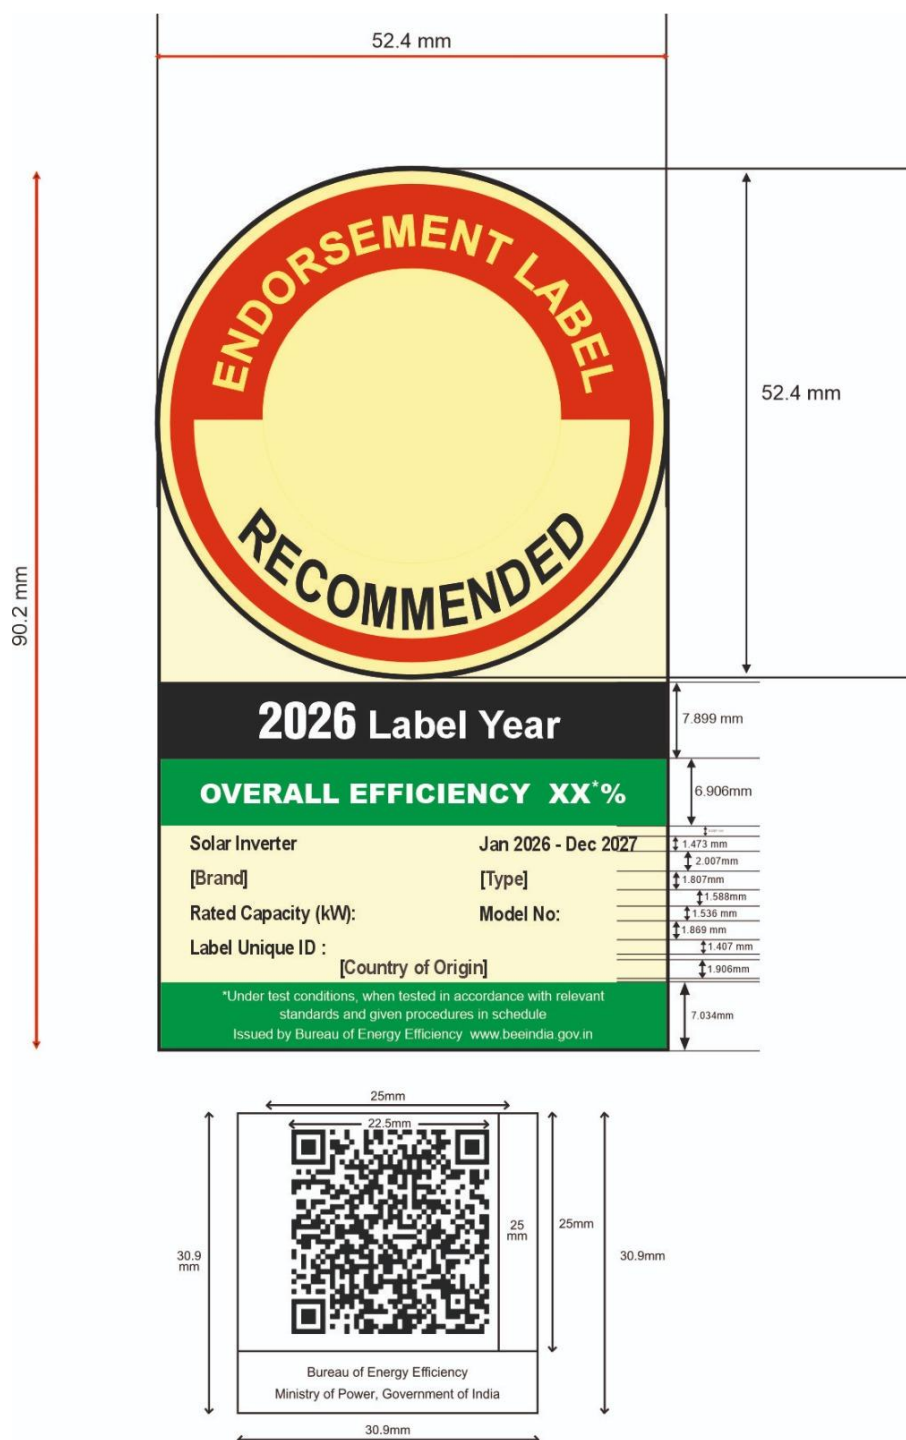 52.4 mm
ENDORSEMENT LABEL
52.4 mm
RECOMMENDED
90.2 mm
2026 Label Year
7.899 mm
OVERALL EFFICIENCY XX*%
6.906mm
Solar Inverter
Jan 2026 - Dec 2027
1.473 mm
2.007mm
[Brand]
[Type]
1.807mm
1.588mm
Rated Capacity (kW):
Model No:
1.536 mm
1.869 mm
Label Unique ID :
1.407 mm
[Country of Origin]
1.906mm
*Under test conditions, when tested in accordance with relevant
standards and given procedures in schedule
7.034mm
Issued by Bureau of Energy Efficiency www.beeindia.gov.in
25mm
22.5mm
25
mm
25mm
30.9
mm
30.9mm
Bureau of Energy Efficiency
Ministry of Power, Government of India
30.9mm